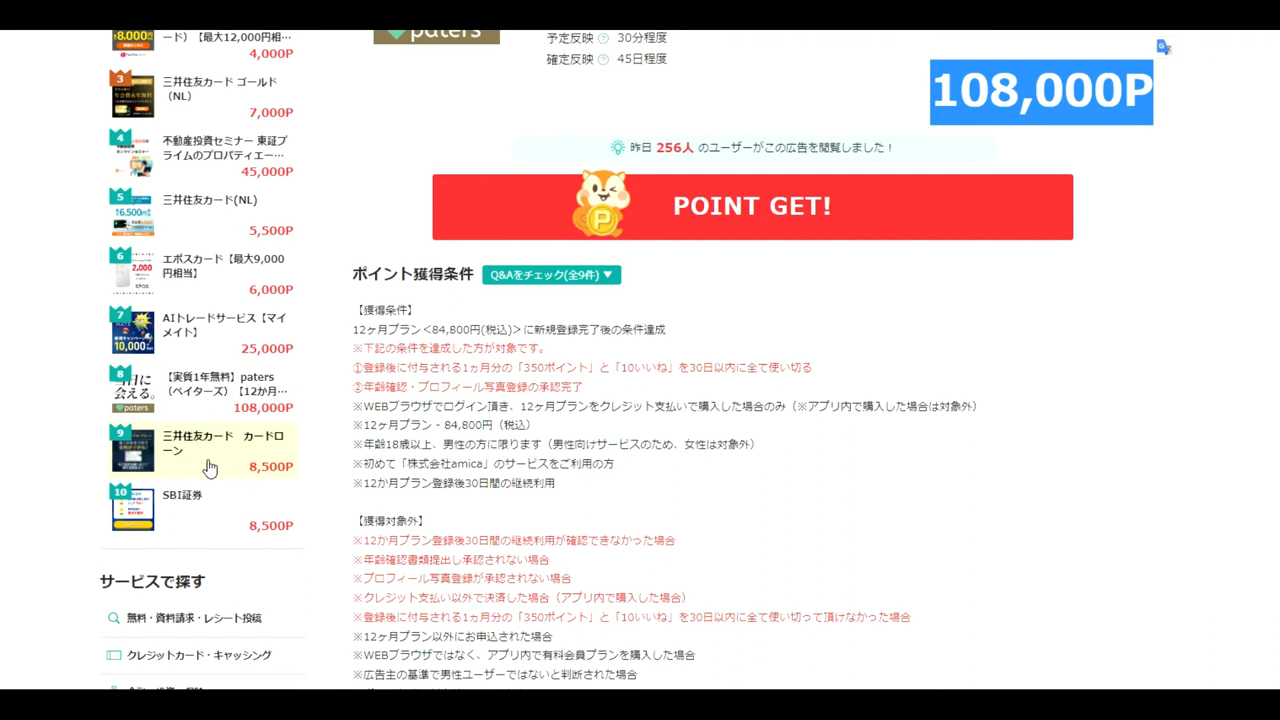 ード）【最大12,000円相…
4,000P
3
三井住友カード ゴールド
（NL）
7,000P
4
不動産投資セミナー 東証プ
ライムのプロパティエー…
45,000P
5
三井住友カード(NL)
5,500P
6
エポスカード【最大9,000
円相当】
6,000P
7
AIトレードサービス【マイ
メイト】
25,000P
8
【実質1年無料】paters
（ペイターズ）【12か月…
108,000P
9
三井住友カード　カードロ
ーン
8,500P
10
SBI証券
8,500P
サービスで探す
無料・資料請求・レシート投稿
クレジットカード・キャッシング
paters
予定反映 ? 30分程度
確定反映 ? 45日程度
108,000P
昨日 256人 のユーザーがこの広告を閲覧しました！
POINT GET!
ポイント獲得条件 Q&Aをチェック(全9件) ▼
【獲得条件】
12ヶ月プラン<84,800円(税込)>に新規登録完了後の条件達成
※下記の条件を達成した方が対象です。
①登録後に付与される1ヵ月分の「350ポイント」と「10いいね」を30日以内に全て使い切る
②年齢確認・プロフィール写真登録の承認完了
※WEBブラウザでログイン頂き、12ヶ月プランをクレジット支払いで購入した場合のみ（※アプリ内で購入した場合は対象外）
※12ヶ月プラン - 84,800円（税込）
※年齢18歳以上、男性の方に限ります（男性向けサービスのため、女性は対象外）
※初めて「株式会社amica」のサービスをご利用の方
※12か月プラン登録後30日間の継続利用
【獲得対象外】
※12か月プラン登録後30日間の継続利用が確認できなかった場合
※年齢確認書類提出し承認されない場合
※プロフィール写真登録が承認されない場合
※クレジット支払い以外で決済した場合（アプリ内で購入した場合）
※登録後に付与される1ヵ月分の「350ポイント」と「10いいね」を30日以内に全て使い切って頂けなかった場合
※12ヶ月プラン以外にお申込された場合
※WEBブラウザではなく、アプリ内で有料会員プランを購入した場合
※広告主の基準で男性ユーザーではないと判断された場合